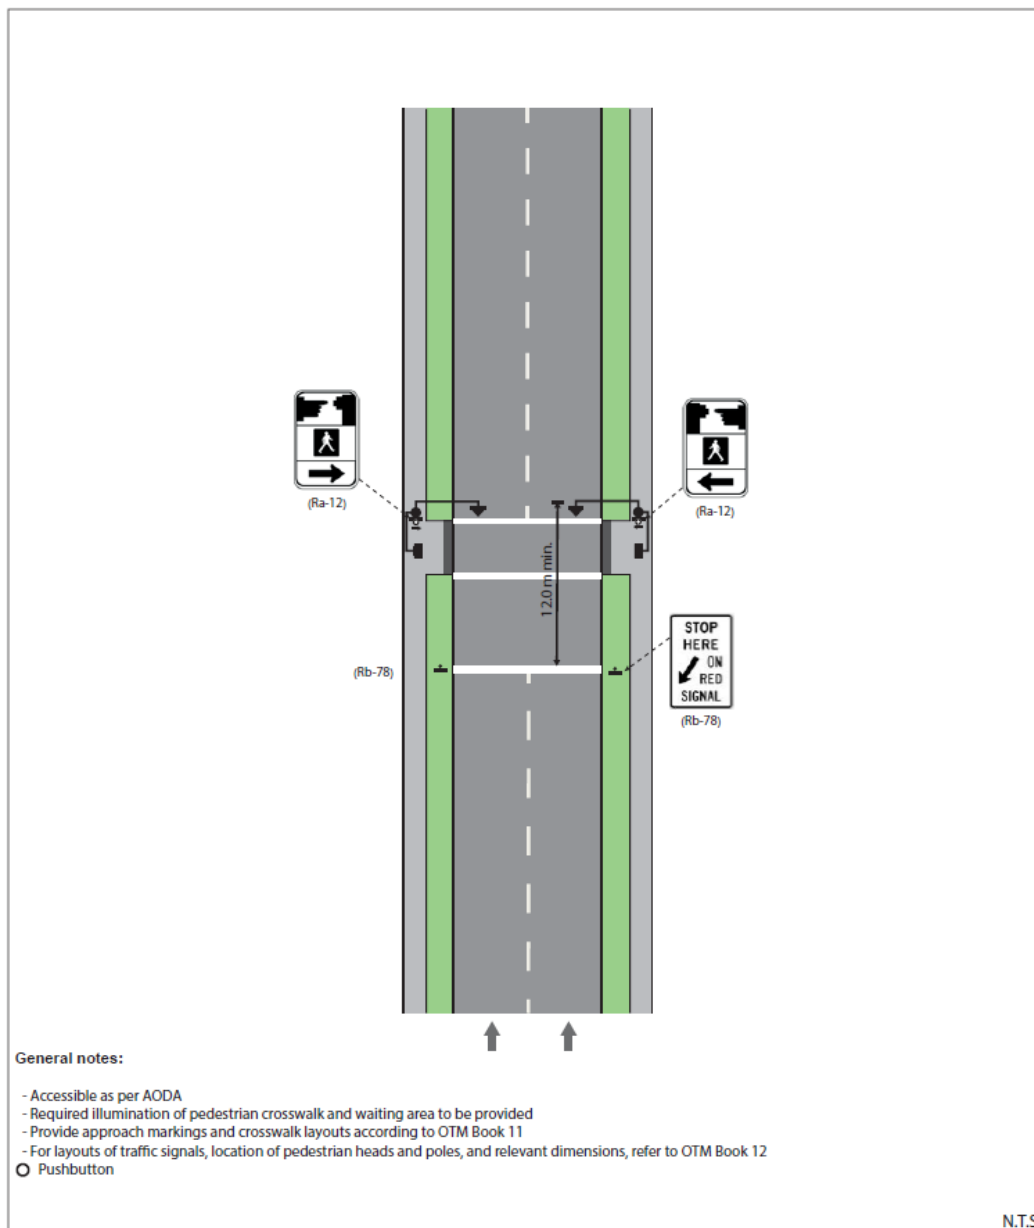 (Ra-12)
(Ra-12)
12.0 m min.
STOP
HERE
ON
RED
SIGNAL
(Rb-78)
(Rb-78)
General notes:
- Accessible as per AODA
- Required illumination of pedestrian crosswalk and waiting area to be provided
- Provide approach markings and crosswalk layouts according to OTM Book 11
- For layouts of traffic signals, location of pedestrian heads and poles, and relevant dimensions, refer to OTM Book 12
Pushbutton
N.T.S